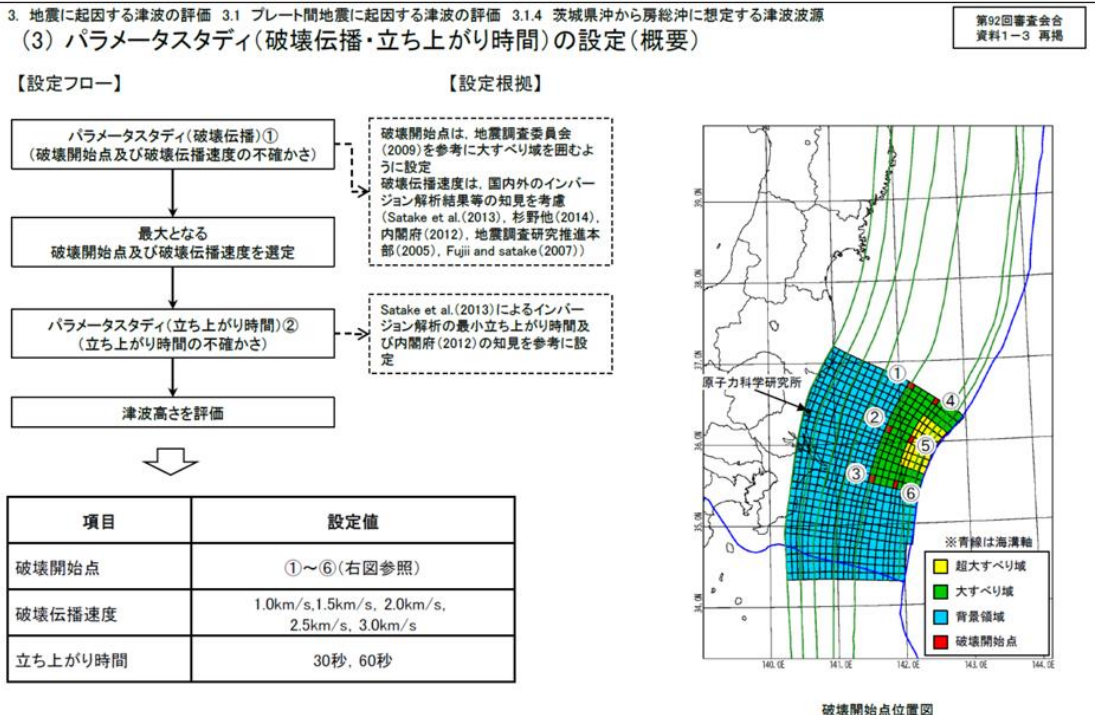 3. 地震に起因する津波の評価 3.1 プレート間地震に起因する津波の評価 3.1.4 茨城県沖から房総沖に想定する津波波源
(3) パラメータスタディ(破壊伝播・立ち上がり時間)の設定(概要)
第92回審査会合
資料1-3 再掲
【設定フロー】
【設定根拠】
パラメータスタディ(破壊伝播)①
(破壊開始点及び破壊伝播速度の不確かさ)
最大となる
破壊開始点及び破壊伝播速度を選定
パラメータスタディ(立ち上がり時間)②
(立ち上がり時間の不確かさ)
津波高さを評価
破壊開始点は，地震調査委員会
(2009)を参考に大すべり域を囲むよ
うに設定
破壊伝播速度は，国内外のインバー
ジョン解析結果等の知見を考慮
(Satake et al.(2013)，杉野他(2014)，
内閣府(2012)，地震調査研究推進本
部(2005)，Fujii and satake(2007))
Satake et al.(2013)によるインバー
ジョン解析の最小立ち上がり時間及
び内閣府(2012)の知見を参考に設
定
項目 設定値
破壊開始点 ①～⑥(右図参照)
破壊伝播速度 1.0km/s,1.5km/s, 2.0km/s,
2.5km/s, 3.0km/s
立ち上がり時間 30秒, 60秒
39.0N
38.0N
37.0N
36.0N
35.0N
34.0N
原子力科学研究所
①
②
③
④
⑤
⑥
※青線は海溝軸
超大すべり域
大すべり域
背景領域
破壊開始点
140.0E 141.0E 142.0E 143.0E 144.0E
破壊開始点位置図